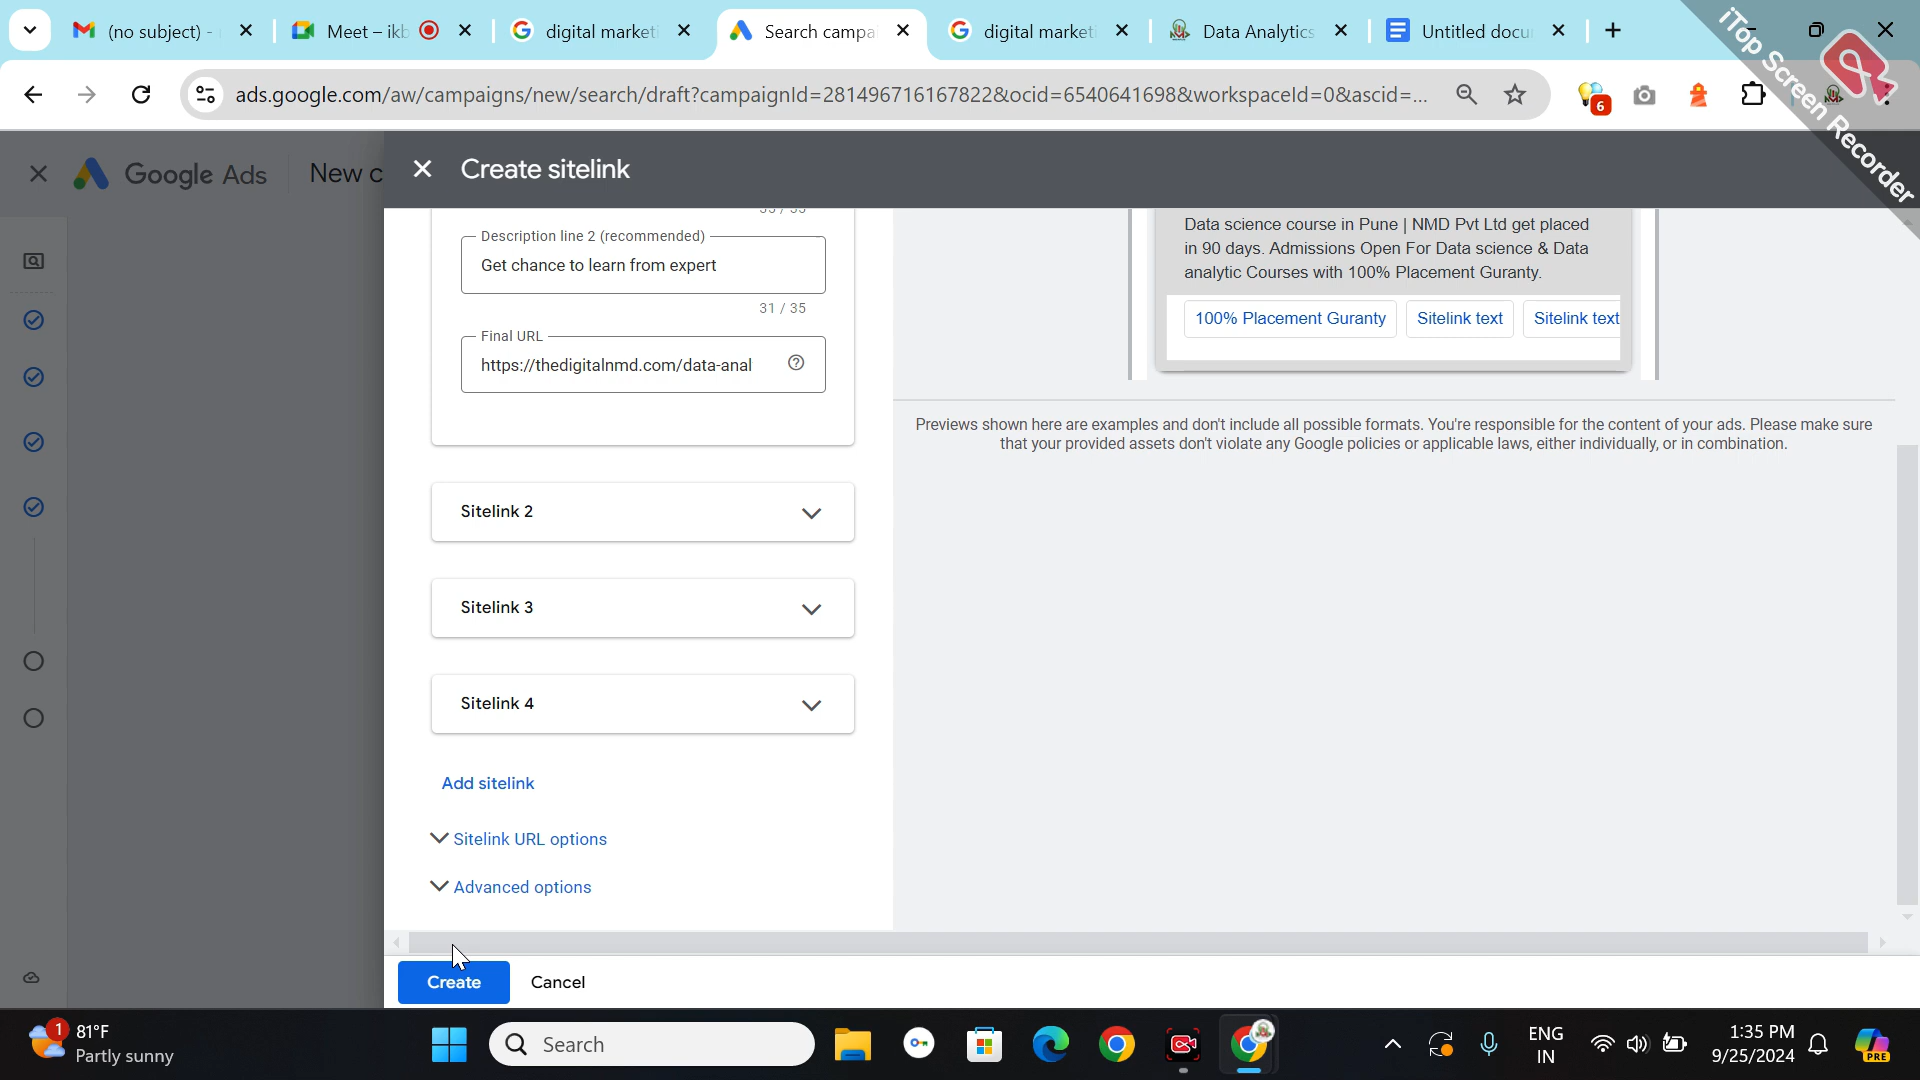 (no subject) -
Meet – ikb
digital marketi
Search campa
digital marketi
Data Analytics
Untitled docu
iTop Screen Recorder
ads.google.com/aw/campaigns/new/search/draft?campaignId=281496716167822&ocid=6540641698&workspaceId=0&ascid=...
6
Google Ads
New c
Create sitelink
Description line 2 (recommended)
Get chance to learn from expert
31 / 35
Final URL
https://thedigitalnmd.com/data-anal
Sitelink 2
Sitelink 3
Sitelink 4
Add sitelink
Sitelink URL options
Advanced options
Create
Cancel
Data science course in Pune | NMD Pvt Ltd get placed
in 90 days. Admissions Open For Data science & Data
analytic Courses with 100% Placement Guranty.
100% Placement Guranty
Sitelink text
Sitelink text
Previews shown here are examples and don't include all possible formats. You're responsible for the content of your ads. Please make sure
that your provided assets don't violate any Google policies or applicable laws, either individually, or in combination.
1
81°F
Partly sunny
Search
ENG
IN
1:35 PM
9/25/2024
PRE